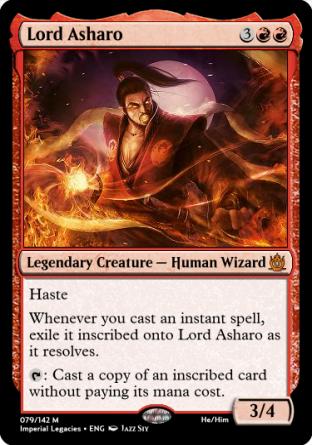 Lord Asharo 3
Legendary Creature — Human Wizard
Haste
Whenever you cast an instant spell,
exile it inscribed onto Lord Asharo as
it resolves.
: Cast a copy of an inscribed card
without paying its mana cost.
3/4
079/142 M He/Him
Imperial Legacies • ENG Jazz Siy